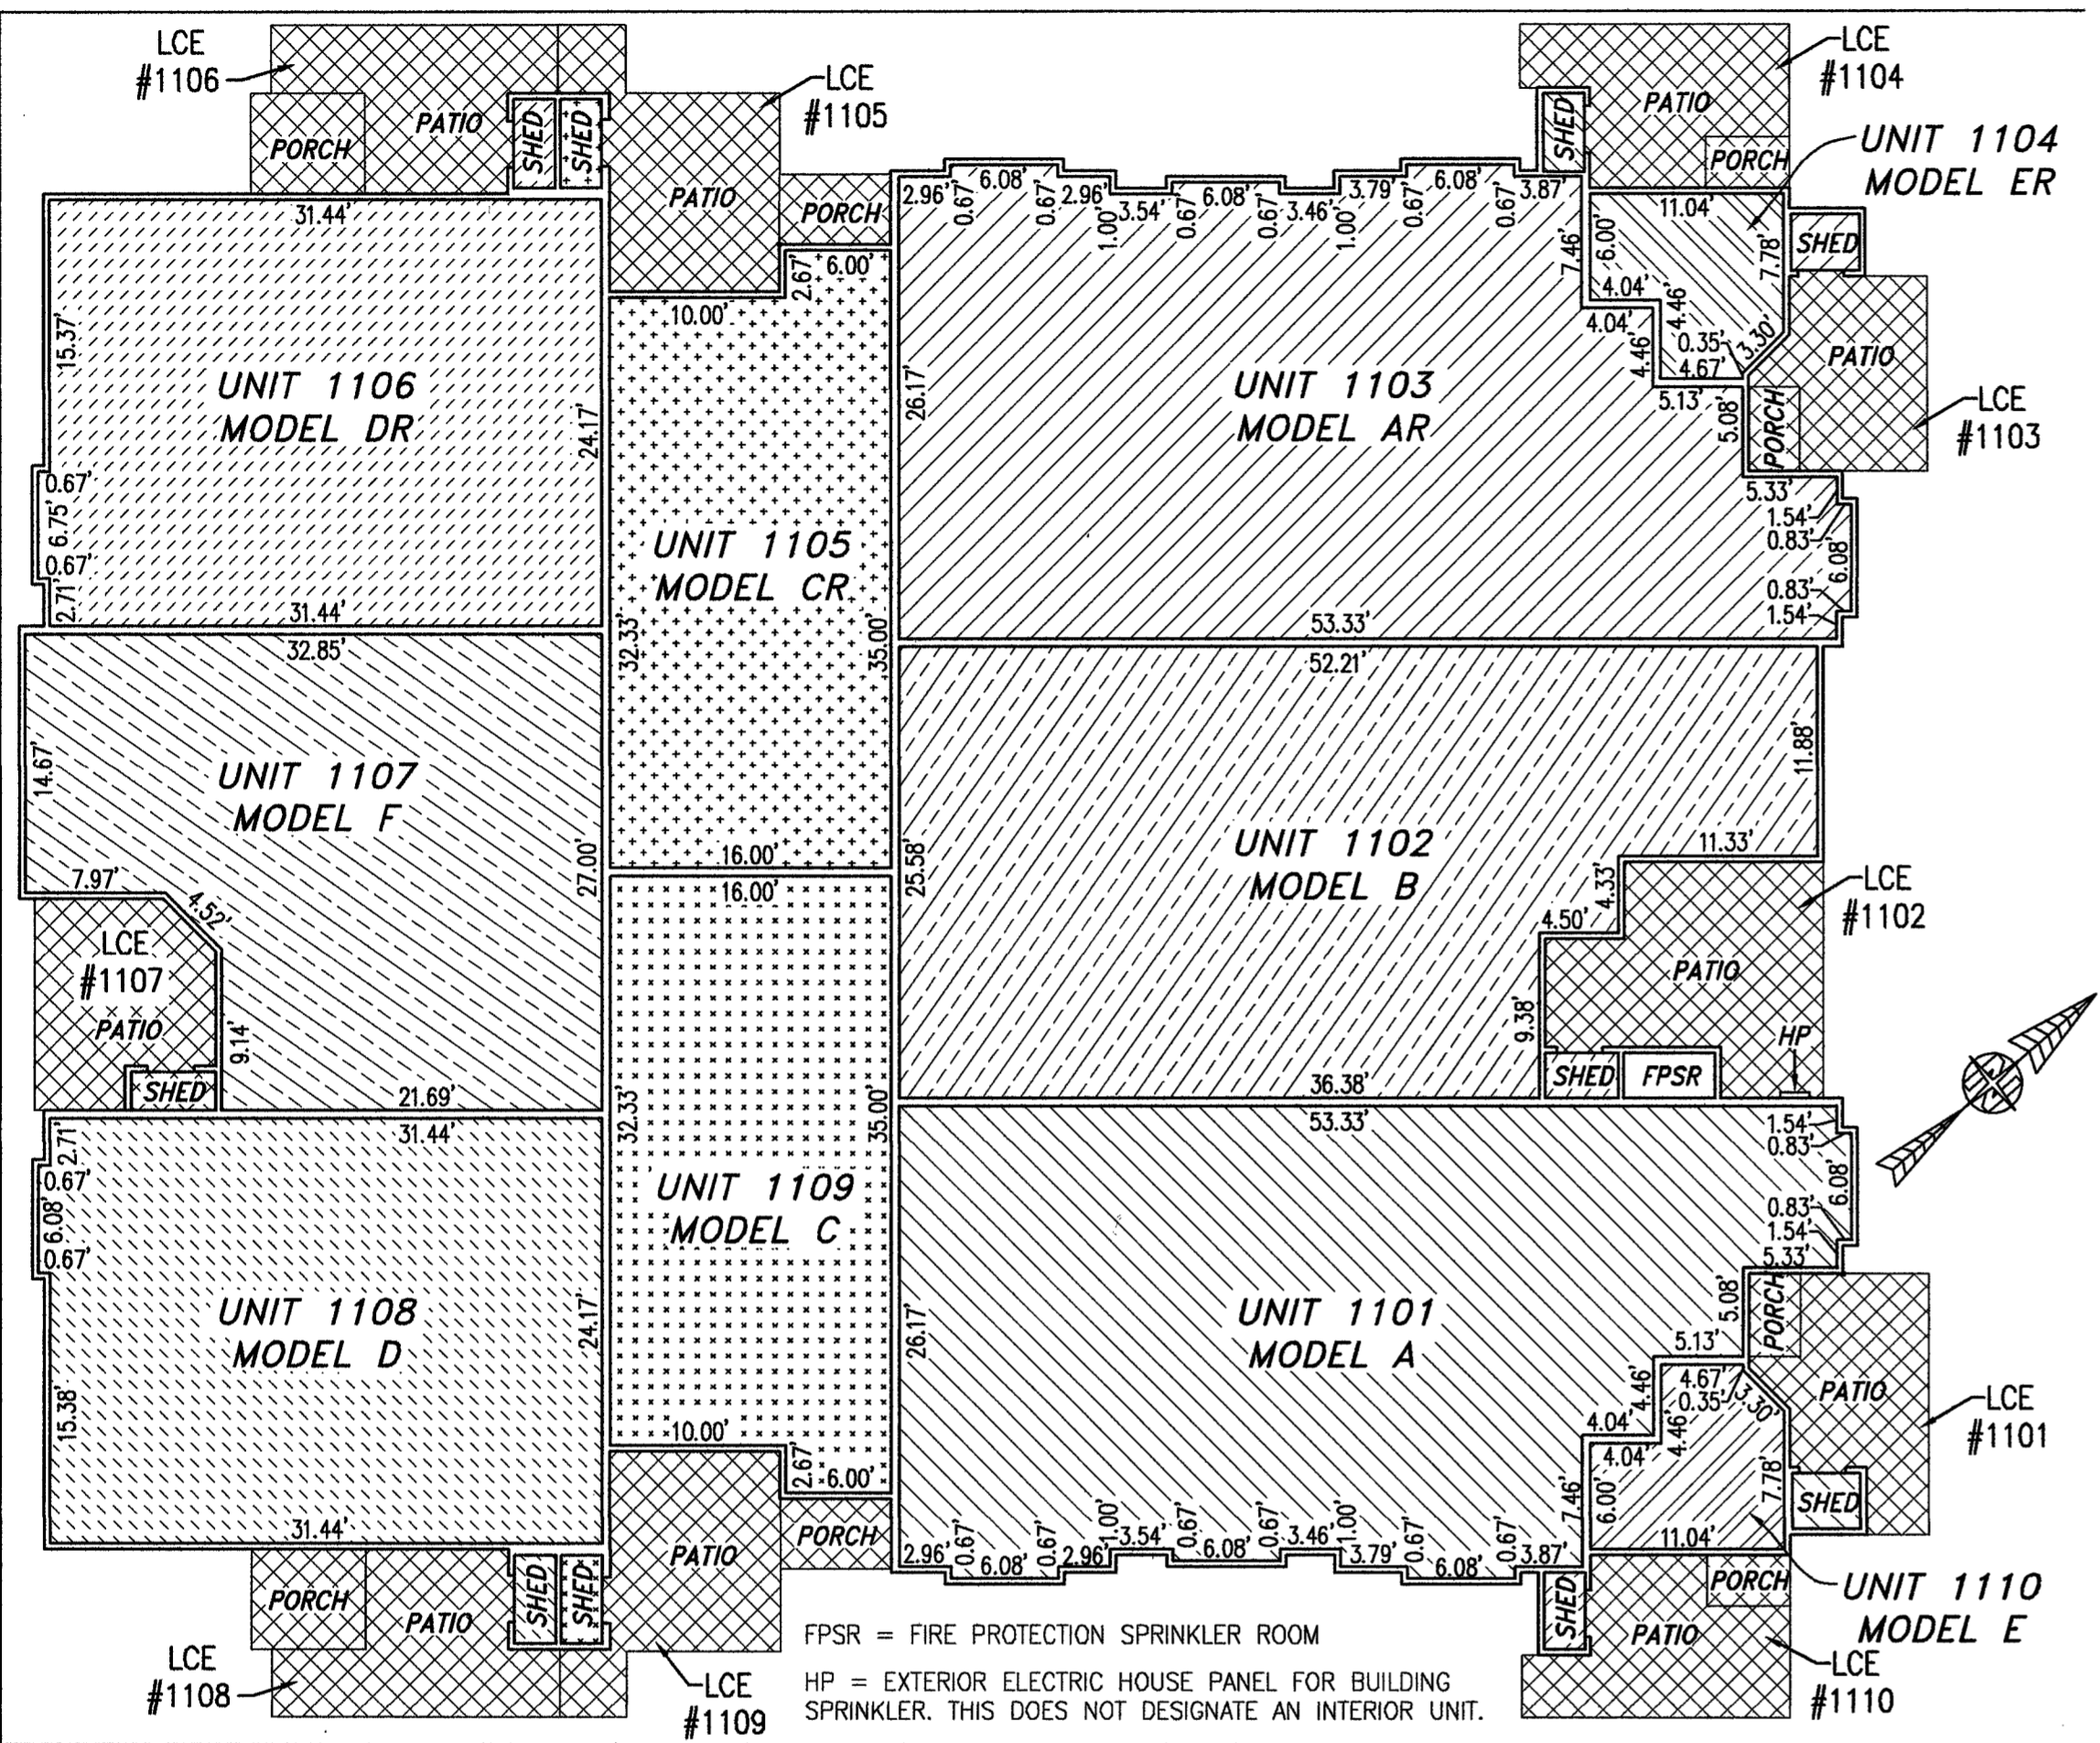 LCE
#1106
PATIO
PORCH
SHED
SHED
LCE
#1105
PATIO
PORCH
LCE
#1104
PATIO
PORCH
SHED
UNIT 1104
MODEL ER
SHED
PATIO
PORCH
LCE
#1103
31.44'
15.37'
UNIT 1106
MODEL DR
24.17'
0.67'
6.75'
0.67'
2.71'
31.44'
6.00'
2.67'
10.00'
UNIT 1105
MODEL CR
32.33'
35.00'
16.00'
2.96'
0.67'
6.08'
0.67'
2.96'
1.00'
3.54'
0.67'
6.08'
0.67'
3.46'
1.00'
3.79'
0.67'
6.08'
0.67'
3.87'
7.46'
26.17'
UNIT 1103
MODEL AR
4.04'
4.46'
5.13'
5.08'
5.33'
1.54'
0.83'
6.08'
0.83'
1.54'
53.33'
11.04'
6.00'
7.78'
4.04'
4.46'
0.35'
3.30'
4.67'
32.85'
14.67'
UNIT 1107
MODEL F
27.00'
7.97'
4.52'
9.14'
21.69'
LCE
#1107
PATIO
SHED
52.21'
11.88'
UNIT 1102
MODEL B
25.58'
11.33'
4.33'
4.50'
9.38'
36.38'
LCE
#1102
PATIO
HP
SHED
FPSR
31.44'
2.71'
0.67'
6.08'
0.67'
UNIT 1108
MODEL D
24.17'
15.38'
31.44'
16.00'
32.33'
35.00'
UNIT 1109
MODEL C
10.00'
2.67'
6.00'
53.33'
1.54'
0.83'
6.08'
0.83'
1.54'
5.33'
5.08'
5.13'
4.46'
4.04'
26.17'
UNIT 1101
MODEL A
7.46'
2.96'
0.67'
6.08'
0.67'
2.96'
1.00'
3.54'
0.67'
6.08'
0.67'
3.46'
1.00'
3.79'
0.67'
6.08'
0.67'
3.87'
4.67'
0.35'
3.30'
4.46'
4.04'
6.00'
7.78'
11.04'
PORCH
PATIO
LCE
#1101
SHED
UNIT 1110
MODEL E
PORCH
PATIO
SHED
LCE
#1110
PORCH
PATIO
SHED
SHED
LCE
#1108
PATIO
PORCH
LCE
#1109
FPSR = FIRE PROTECTION SPRINKLER ROOM
HP = EXTERIOR ELECTRIC HOUSE PANEL FOR BUILDING
SPRINKLER. THIS DOES NOT DESIGNATE AN INTERIOR UNIT.